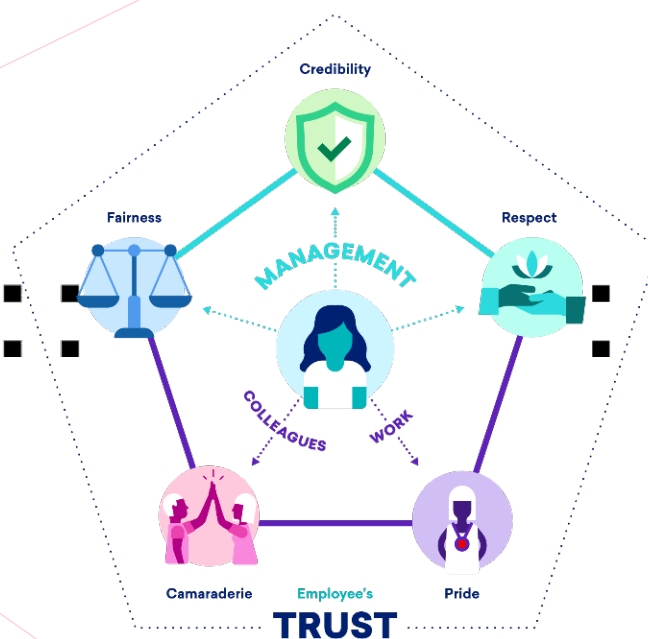 Credibility
Fairness
Respect
MANAGEMENT
COLLEAGUES
WORK
Camaraderie
Employee's
Pride
TRUST